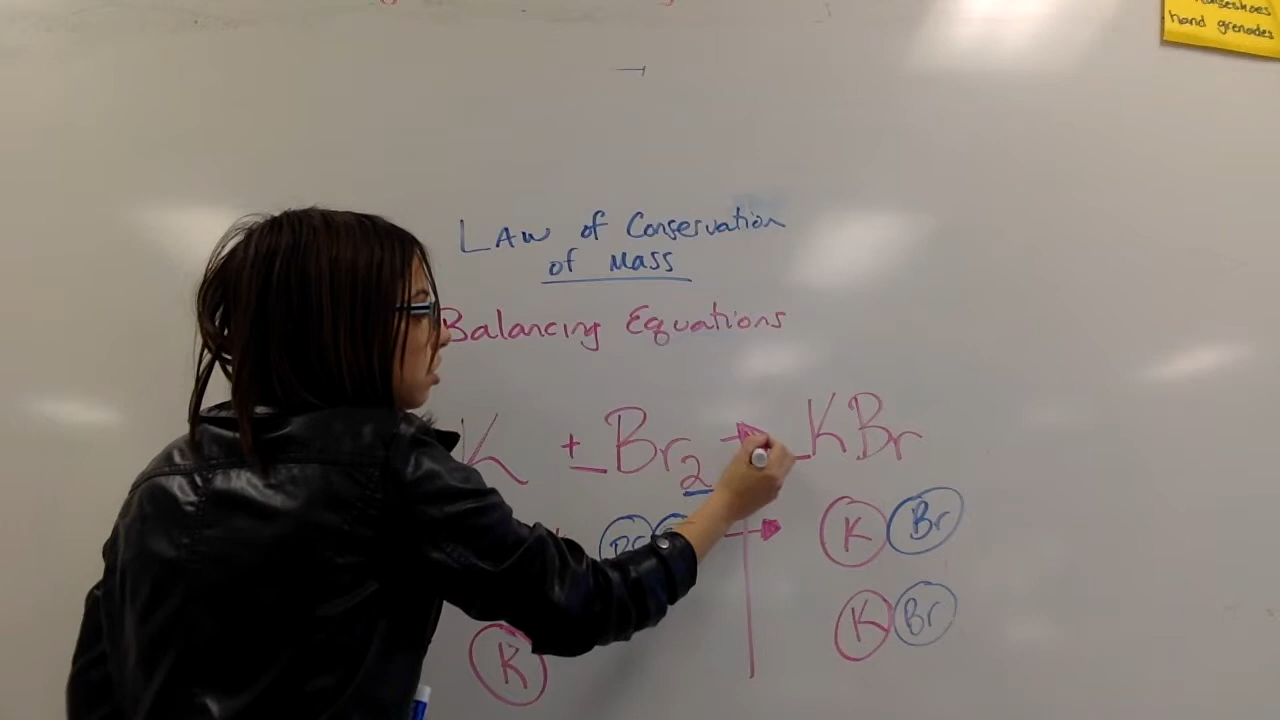 hand grenades
Law of Conservation
of Mass
Balancing Equations
K + _ Br2 → _ KBr
K Br
K Br
K